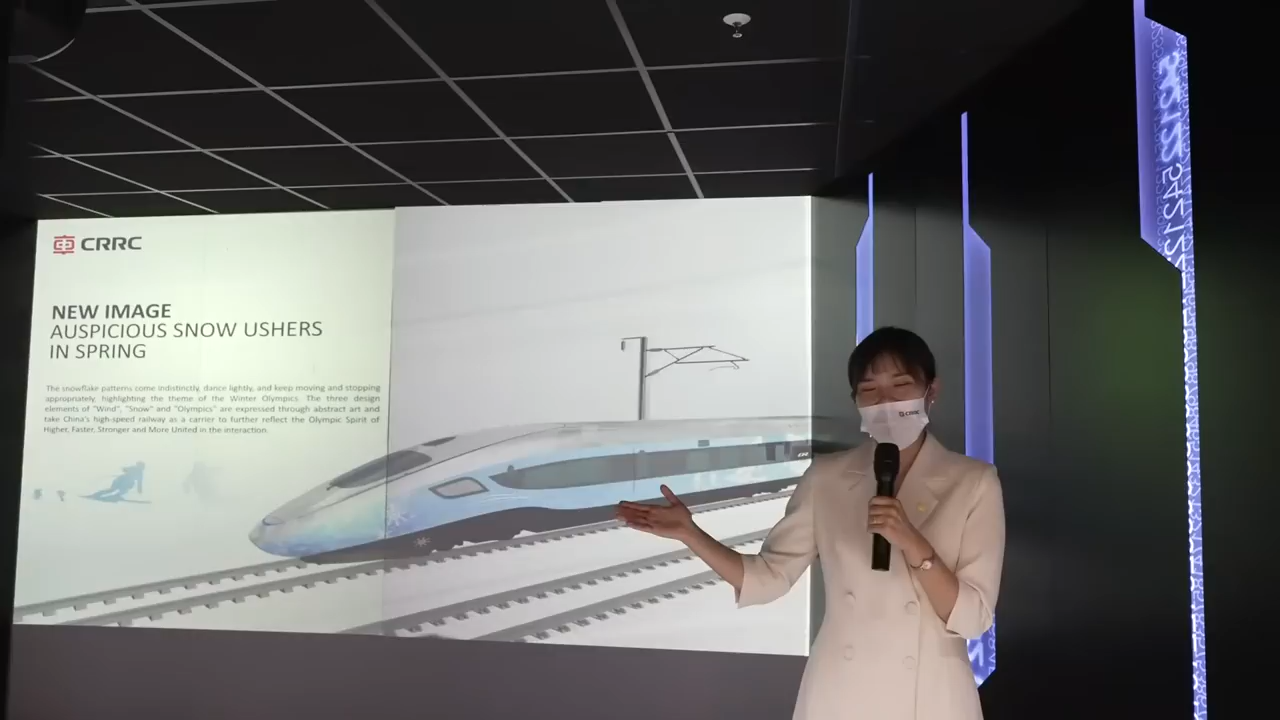 CRRC
NEW IMAGE
AUSPICIOUS SNOW USHERS
IN SPRING
The snowflake patterns come indistinctly, dance lightly, and keep moving and stopping
appropriately, highlighting the theme of the Winter Olympics. The three design
elements of "Wind", "Snow" and "Olympics" are expressed through abstract art and
take China's high-speed railway as a carrier to further reflect the Olympic Spirit of
Higher, Faster, Stronger and More United in the interaction.
CRRC
54212